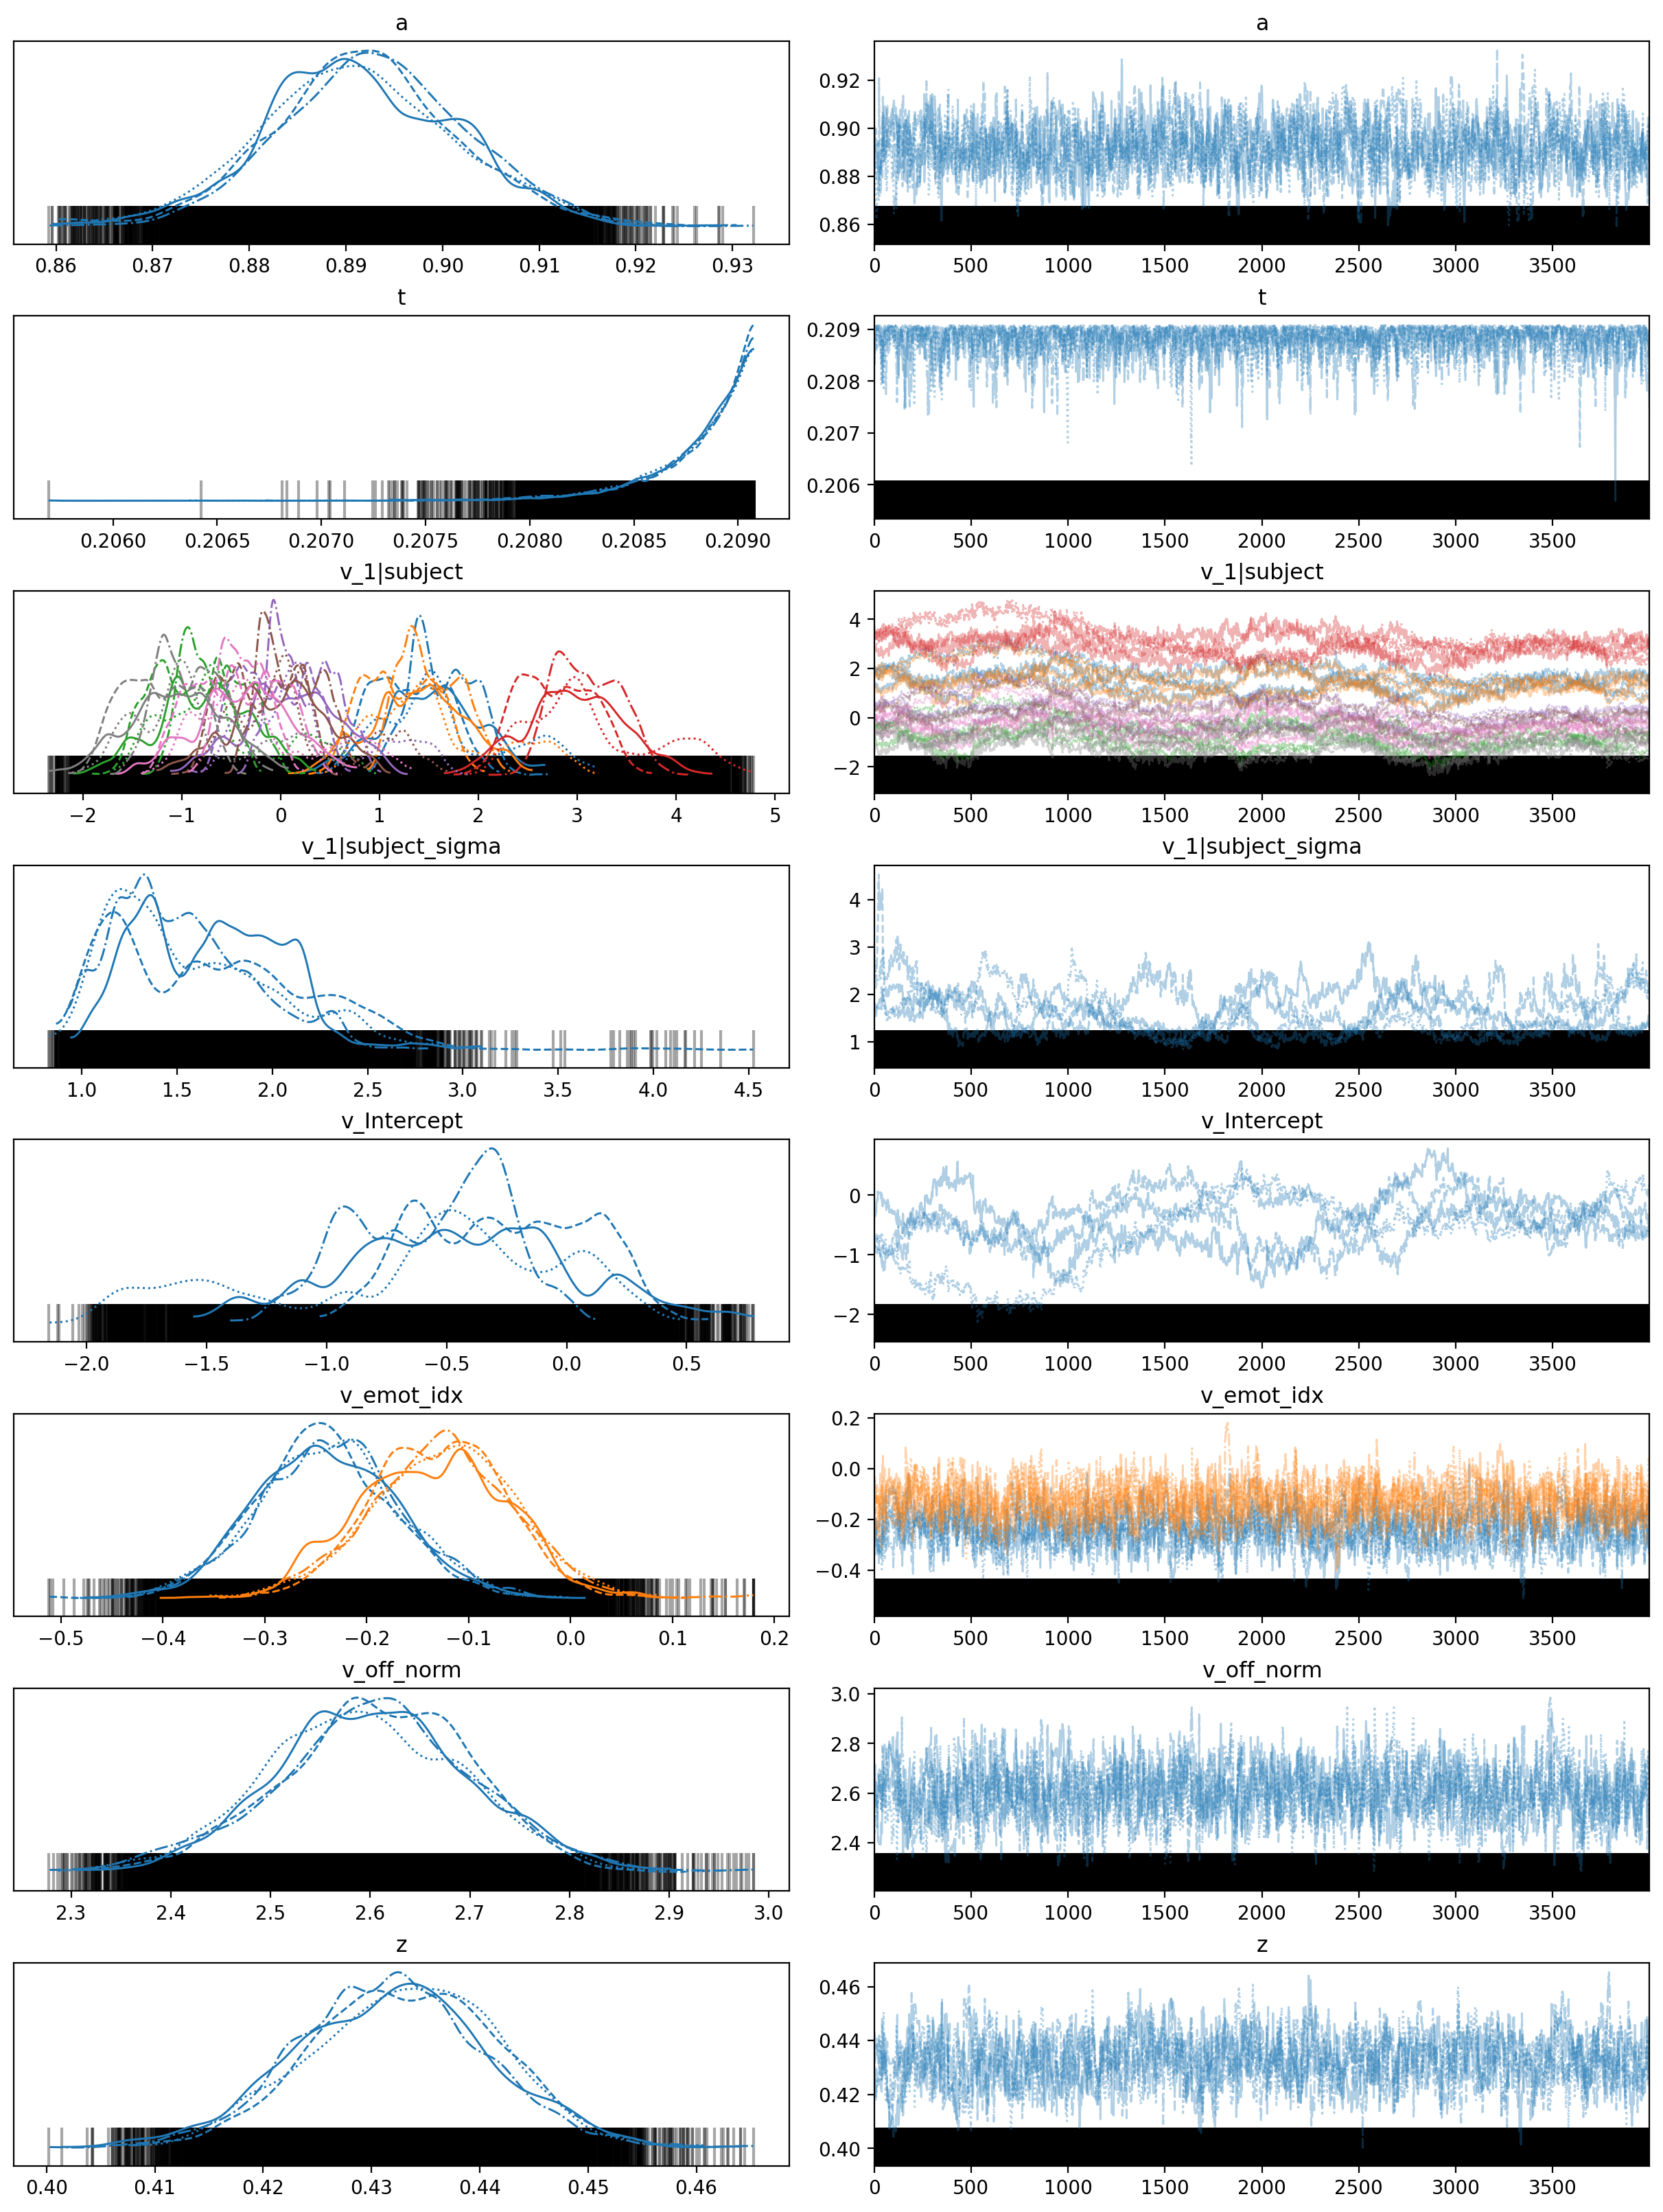 a a
0.92
0.90
0.88
0.86
0.86 0.87 0.88 0.89 0.90 0.91 0.92 0.93 0 500 1000 1500 2000 2500 3000 3500
t t
0.209
0.208
0.207
0.206
0.2060 0.2065 0.2070 0.2075 0.2080 0.2085 0.2090 0 500 1000 1500 2000 2500 3000 3500
v_1|subject v_1|subject
4
2
0
−2
−2 −1 0 1 2 3 4 5 0 500 1000 1500 2000 2500 3000 3500
v_1|subject_sigma v_1|subject_sigma
4
3
2
1
1.0 1.5 2.0 2.5 3.0 3.5 4.0 4.5 0 500 1000 1500 2000 2500 3000 3500
v_Intercept v_Intercept
0
−1
−2
−2.0 −1.5 −1.0 −0.5 0.0 0.5 0 500 1000 1500 2000 2500 3000 3500
v_emot_idx v_emot_idx
0.2
0.0
−0.2
−0.4
−0.5 −0.4 −0.3 −0.2 −0.1 0.0 0.1 0.2 0 500 1000 1500 2000 2500 3000 3500
v_off_norm v_off_norm
3.0
2.8
2.6
2.4
2.3 2.4 2.5 2.6 2.7 2.8 2.9 3.0 0 500 1000 1500 2000 2500 3000 3500
z z
0.46
0.44
0.42
0.40
0.40 0.41 0.42 0.43 0.44 0.45 0.46 0 500 1000 1500 2000 2500 3000 3500